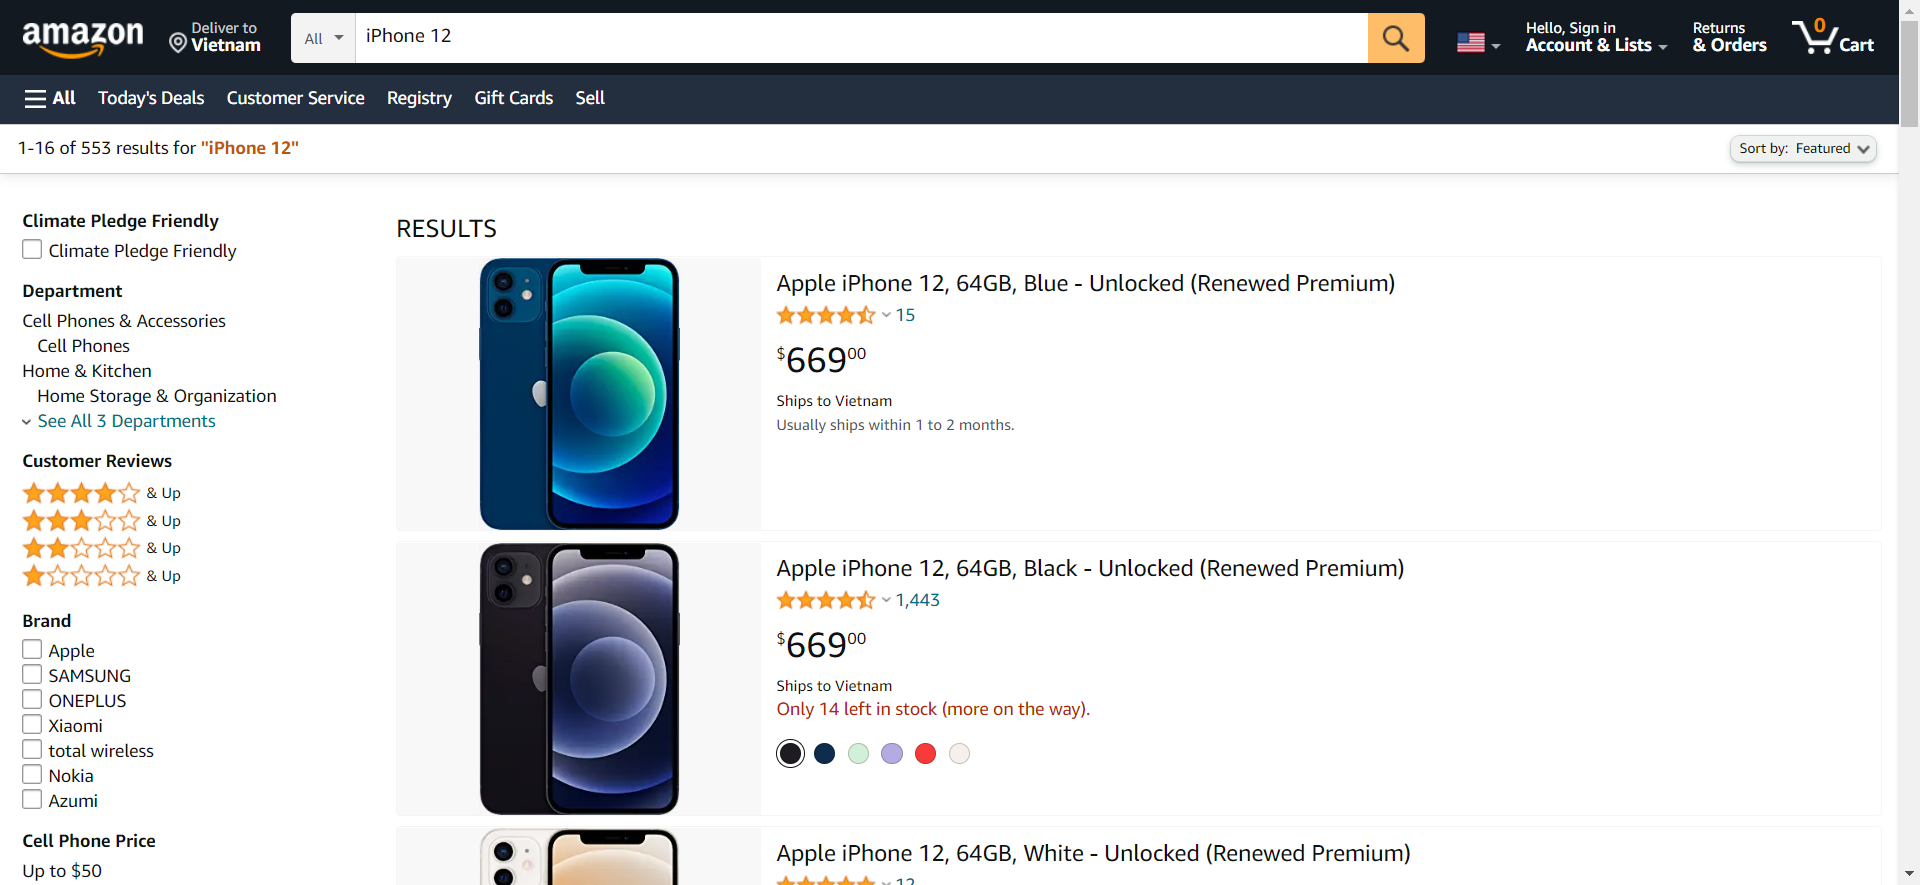 amazon
Deliver to
Vietnam
All
iPhone 12
Hello, Sign in
Account & Lists
Returns
& Orders
0
Cart
All
Today's Deals
Customer Service
Registry
Gift Cards
Sell
1-16 of 553 results for "iPhone 12"
Sort by: Featured
Climate Pledge Friendly
Climate Pledge Friendly
Department
Cell Phones & Accessories
Cell Phones
Home & Kitchen
Home Storage & Organization
See All 3 Departments
Customer Reviews
& Up
& Up
& Up
& Up
Brand
Apple
SAMSUNG
ONEPLUS
Xiaomi
total wireless
Nokia
Azumi
Cell Phone Price
Up to $50
RESULTS
Apple iPhone 12, 64GB, Blue - Unlocked (Renewed Premium)
15
$66900
Ships to Vietnam
Usually ships within 1 to 2 months.
Apple iPhone 12, 64GB, Black - Unlocked (Renewed Premium)
1,443
$66900
Ships to Vietnam
Only 14 left in stock (more on the way).
Apple iPhone 12, 64GB, White - Unlocked (Renewed Premium)
12